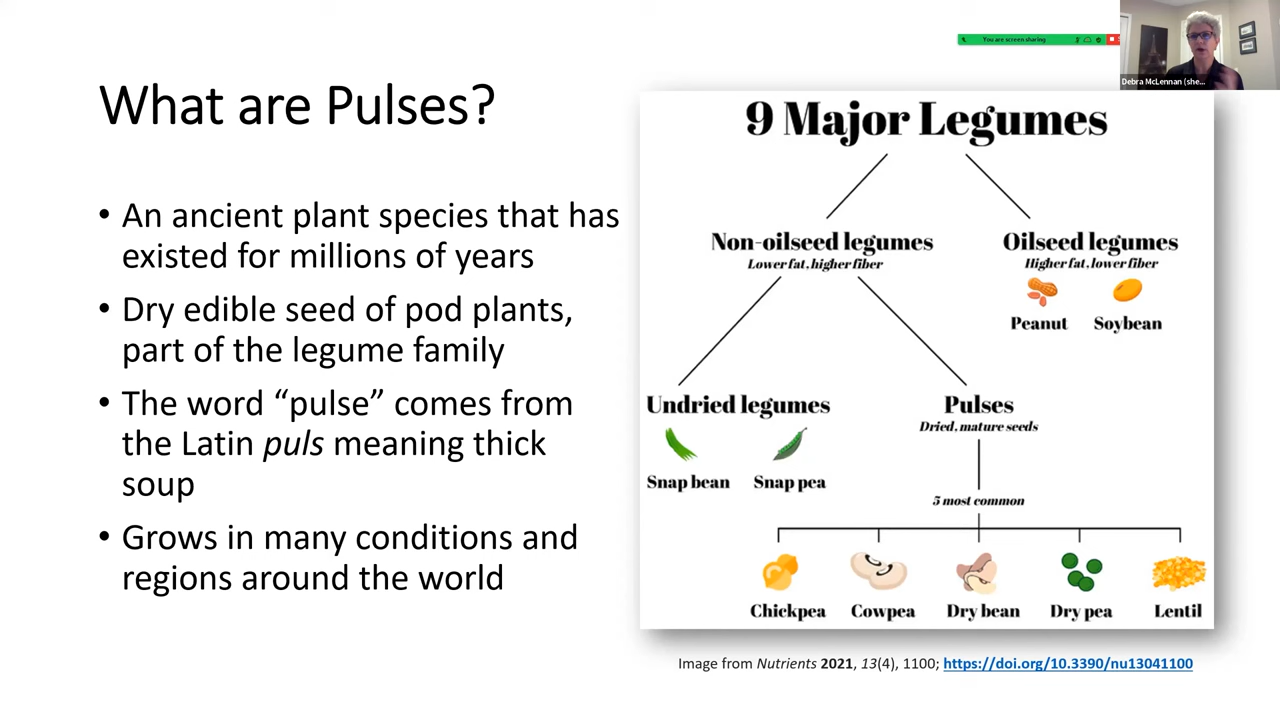 You are screen sharing
Debra McLennan (she...
What are Pulses?
• An ancient plant species that has
existed for millions of years
• Dry edible seed of pod plants,
part of the legume family
• The word “pulse” comes from
the Latin puls meaning thick
soup
• Grows in many conditions and
regions around the world
9 Major Legumes
Non-oilseed legumes
Lower fat, higher fiber
Oilseed legumes
Higher fat, lower fiber
Peanut
Soybean
Undried legumes
Snap bean
Snap pea
Pulses
Dried, mature seeds
5 most common
Chickpea
Cowpea
Dry bean
Dry pea
Lentil
Image from Nutrients 2021, 13(4), 1100; https://doi.org/10.3390/nu13041100